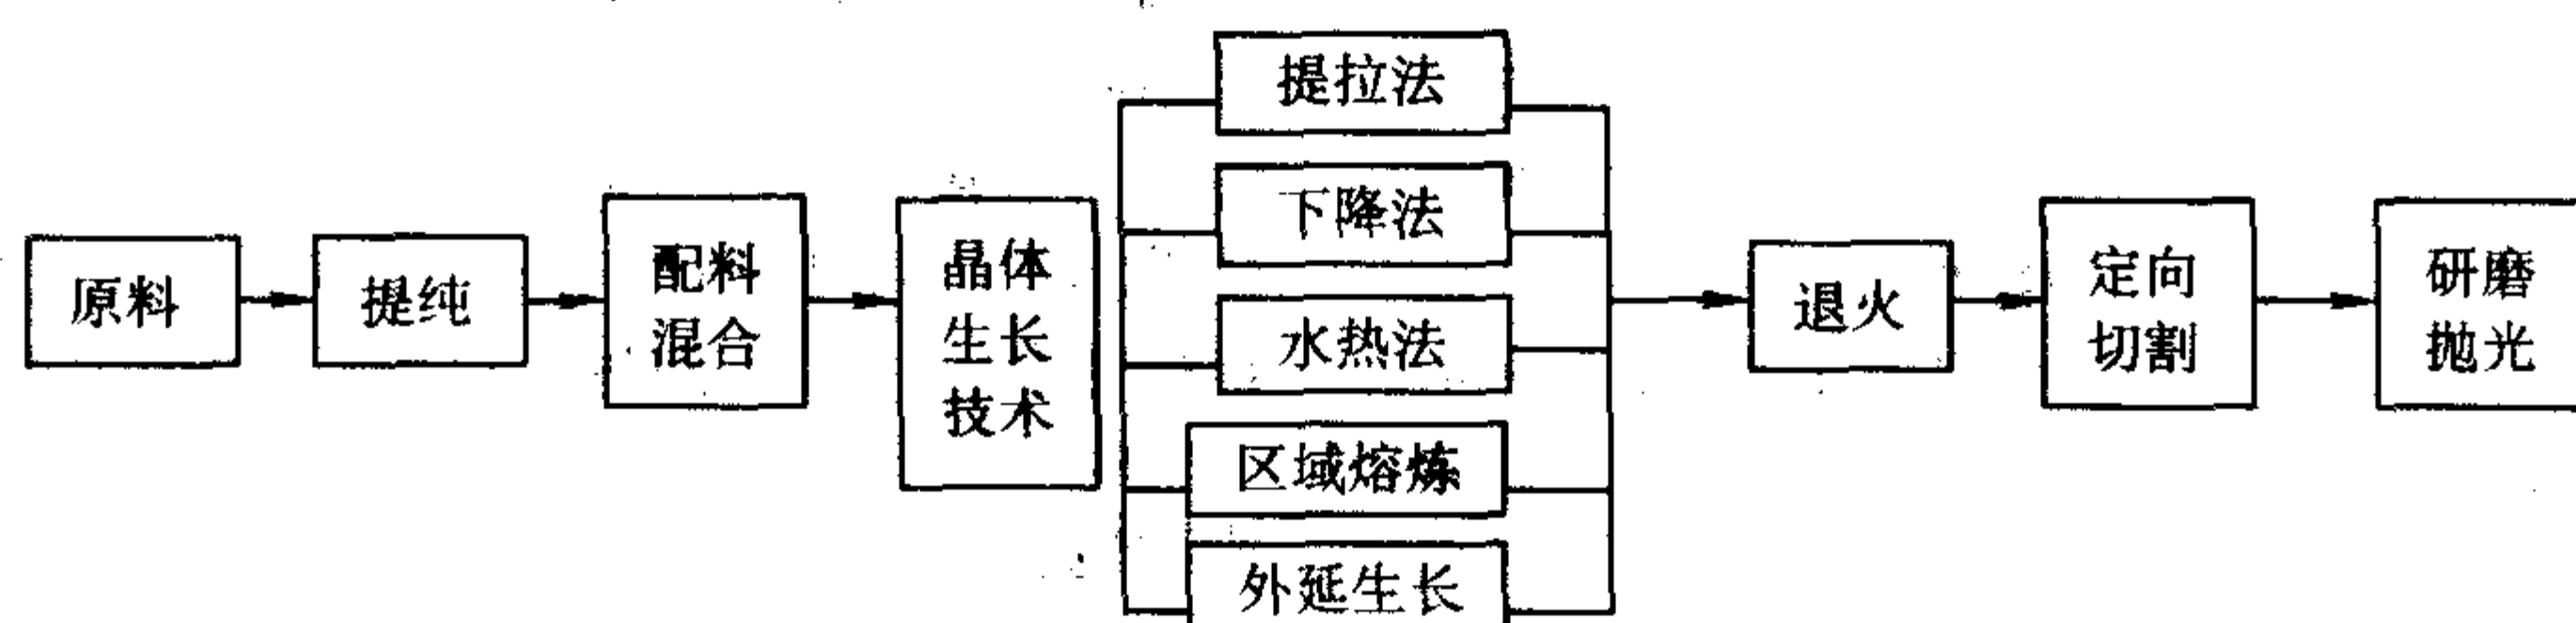 原料
提纯
配料
混合
晶体
生长
技术
提拉法
下降法
水热法
区域熔炼
外延生长
退火
定向
切割
研磨
抛光